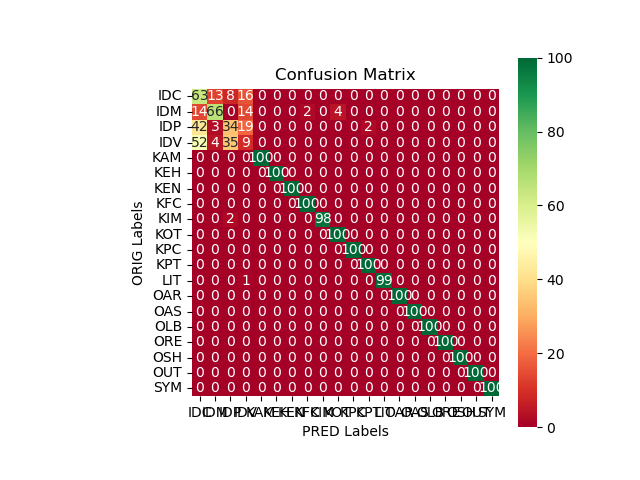 Confusion Matrix
100
IDC 63 13 8 16 0 0 0 0 0 0 0 0 0 0 0 0 0 0 0 0
IDM 14 66 0 14 0 0 0 2 0 4 0 0 0 0 0 0 0 0 0 0
IDP 42 3 34 19 0 0 0 0 0 0 0 2 0 0 0 0 0 0 0 0
IDV 52 4 35 9 0 0 0 0 0 0 0 0 0 0 0 0 0 0 0 0
80
KAM 0 0 0 0 100 0 0 0 0 0 0 0 0 0 0 0 0 0 0 0
KEH 0 0 0 0 0 100 0 0 0 0 0 0 0 0 0 0 0 0 0 0
KEN 0 0 0 0 0 0 100 0 0 0 0 0 0 0 0 0 0 0 0 0
KFC 0 0 0 0 0 0 0 100 0 0 0 0 0 0 0 0 0 0 0 0
60
KIM 0 0 2 0 0 0 0 0 98 0 0 0 0 0 0 0 0 0 0 0
KOT 0 0 0 0 0 0 0 0 0 100 0 0 0 0 0 0 0 0 0 0
ORIG Labels
KPC 0 0 0 0 0 0 0 0 0 0 100 0 0 0 0 0 0 0 0 0
KPT 0 0 0 0 0 0 0 0 0 0 0 100 0 0 0 0 0 0 0 0
40
LIT 0 0 0 1 0 0 0 0 0 0 0 0 99 0 0 0 0 0 0 0
OAR 0 0 0 0 0 0 0 0 0 0 0 0 0 100 0 0 0 0 0 0
OAS 0 0 0 0 0 0 0 0 0 0 0 0 0 0 100 0 0 0 0 0
OLB 0 0 0 0 0 0 0 0 0 0 0 0 0 0 0 100 0 0 0 0
ORE 0 0 0 0 0 0 0 0 0 0 0 0 0 0 0 0 100 0 0 0
20
OSH 0 0 0 0 0 0 0 0 0 0 0 0 0 0 0 0 0 100 0 0
OUT 0 0 0 0 0 0 0 0 0 0 0 0 0 0 0 0 0 0 100 0
SYM 0 0 0 0 0 0 0 0 0 0 0 0 0 0 0 0 0 0 0 100
0
IDC IDM IDP IDV KAM KEH KEN KFC KIM KOT KPC KPT LIT OAR OAS OLB ORE OSH OUT SYM
PRED Labels